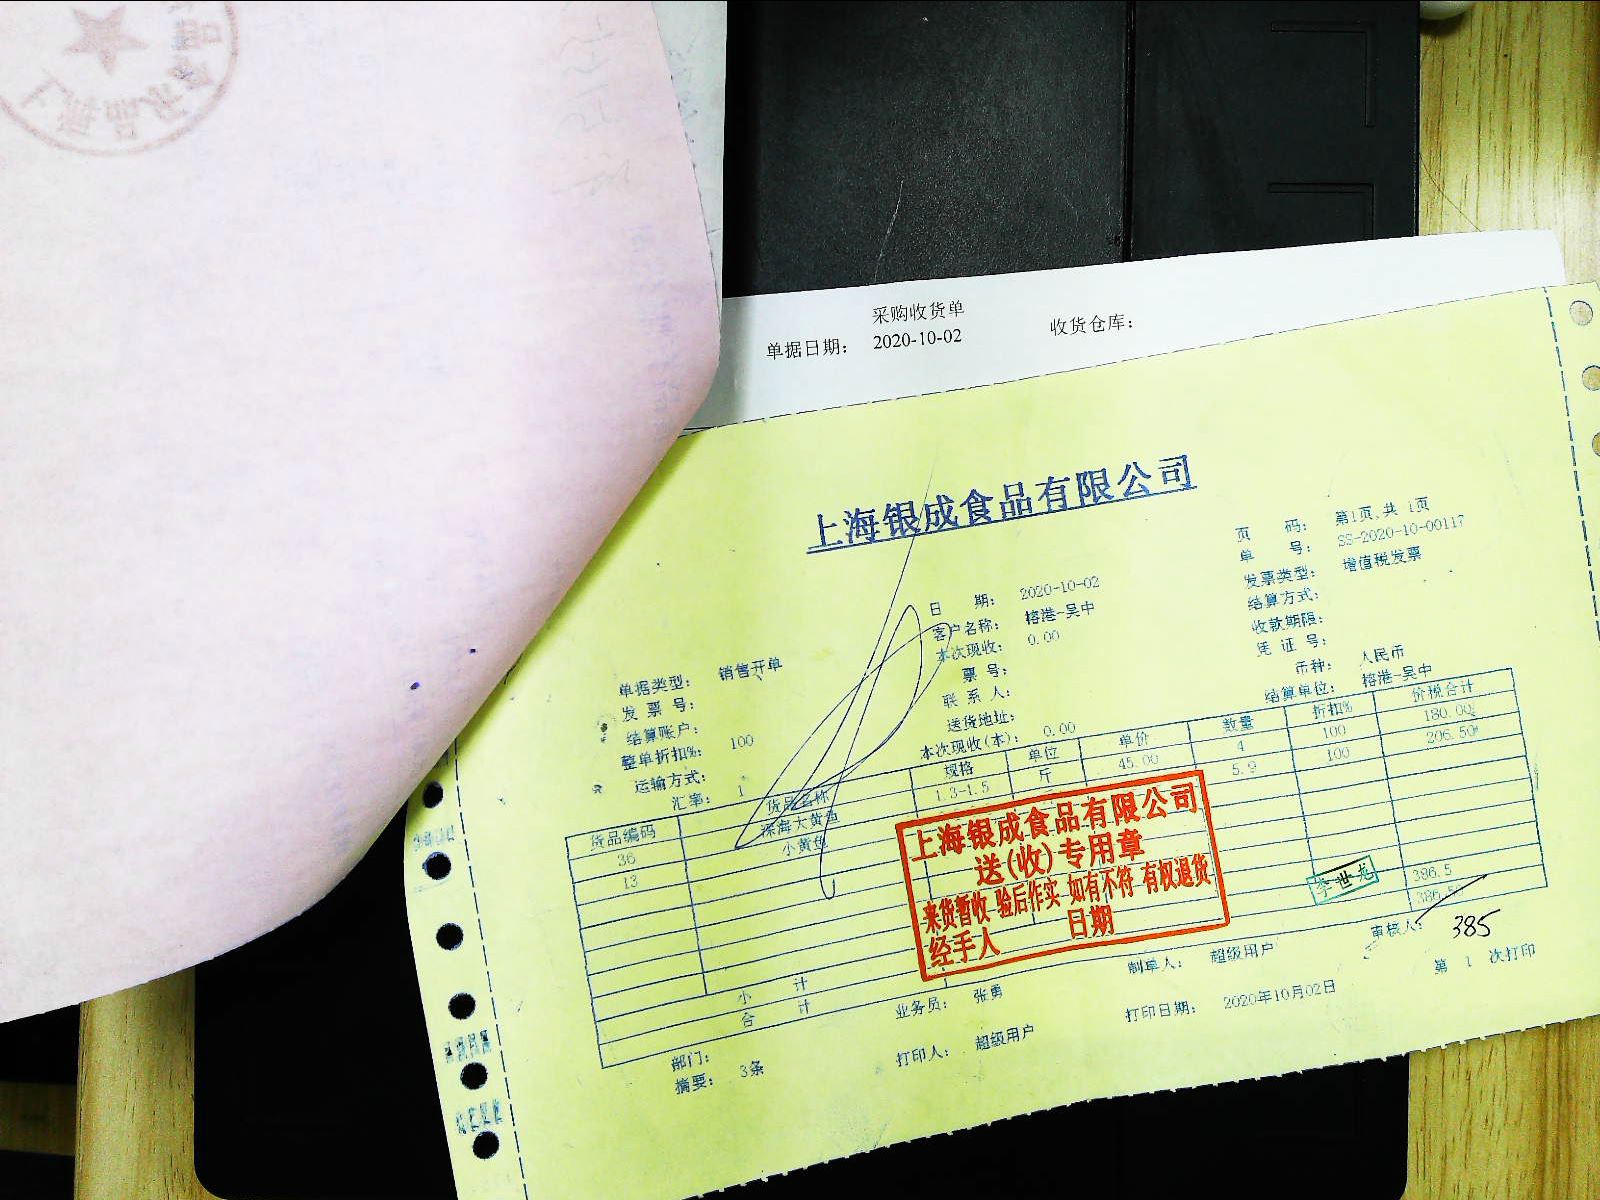 采购收货单
单据日期： 2020-10-02 收货仓库：
上海银成食品有限公司
页 码： 第1页,共 1页
单 号： SS-2020-10-00117
发票类型： 增值税发票
结算方式：
收款期限：
凭 证 号：
币种： 人民币
结算单位： 榕港-吴中
日 期： 2020-10-02
客户名称： 榕港-吴中
本次现收： 0.00
票 号：
联 系 人：
送货地址：
本次现收(本)： 0.00
单据类型： 销售开单
发 票 号：
结算账户：
整单折扣%： 100
运输方式：
汇率： 1
货品编码 货品名称 规格 单位 单价 数量 折扣% 价税合计
36 深海大黄鱼 1.3-1.5 斤 45.00 4 100 180.00
13 小黄鱼 5.9 100 206.50
小 计 386.5
合 计 386.50
385
上海银成食品有限公司
送(收)专用章
来货暂收 验后作实 如有不符 有权退货
经手人 日期
李世龙
业务员： 张勇 制单人： 超级用户 审核人：
部门：
摘要： 3条 打印人： 超级用户 打印日期： 2020年10月02日 第 1 次打印